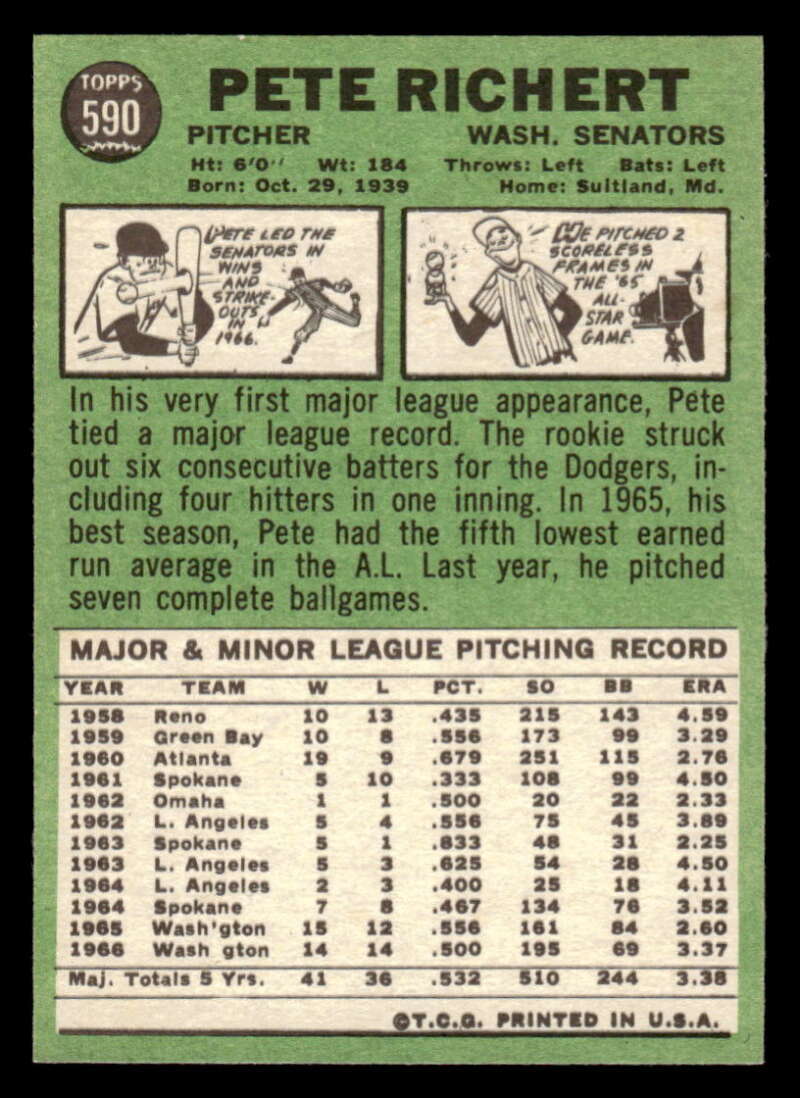 TOPPS
590
PETE RICHERT
PITCHER WASH. SENATORS
Ht: 6'0" Wt: 184 Throws: Left Bats: Left
Born: Oct. 29, 1939 Home: Suitland, Md.
PETE LED THE
SENATORS IN
WINS
AND
STRIKE-
OUTS
IN
1966.
HE PITCHED 2
SCORELESS
FRAMES IN
THE '65
ALL-
STAR
GAME.
In his very first major league appearance, Pete
tied a major league record. The rookie struck
out six consecutive batters for the Dodgers, in-
cluding four hitters in one inning. In 1965, his
best season, Pete had the fifth lowest earned
run average in the A.L. Last year, he pitched
seven complete ballgames.
MAJOR & MINOR LEAGUE PITCHING RECORD
YEAR TEAM W L PCT. SO BB ERA
1958 Reno 10 13 .435 215 143 4.59
1959 Green Bay 10 8 .556 173 99 3.29
1960 Atlanta 19 9 .679 251 115 2.76
1961 Spokane 5 10 .333 108 99 4.50
1962 Omaha 1 1 .500 20 22 2.33
1962 L. Angeles 5 4 .556 75 45 3.89
1963 Spokane 5 1 .833 48 31 2.25
1963 L. Angeles 5 3 .625 54 28 4.50
1964 L. Angeles 2 3 .400 25 18 4.11
1964 Spokane 7 8 .467 134 76 3.52
1965 Wash'gton 15 12 .556 161 84 2.60
1966 Wash gton 14 14 .500 195 69 3.37
Maj. Totals 5 Yrs. 41 36 .532 510 244 3.38
©T.C.G. PRINTED IN U.S.A.